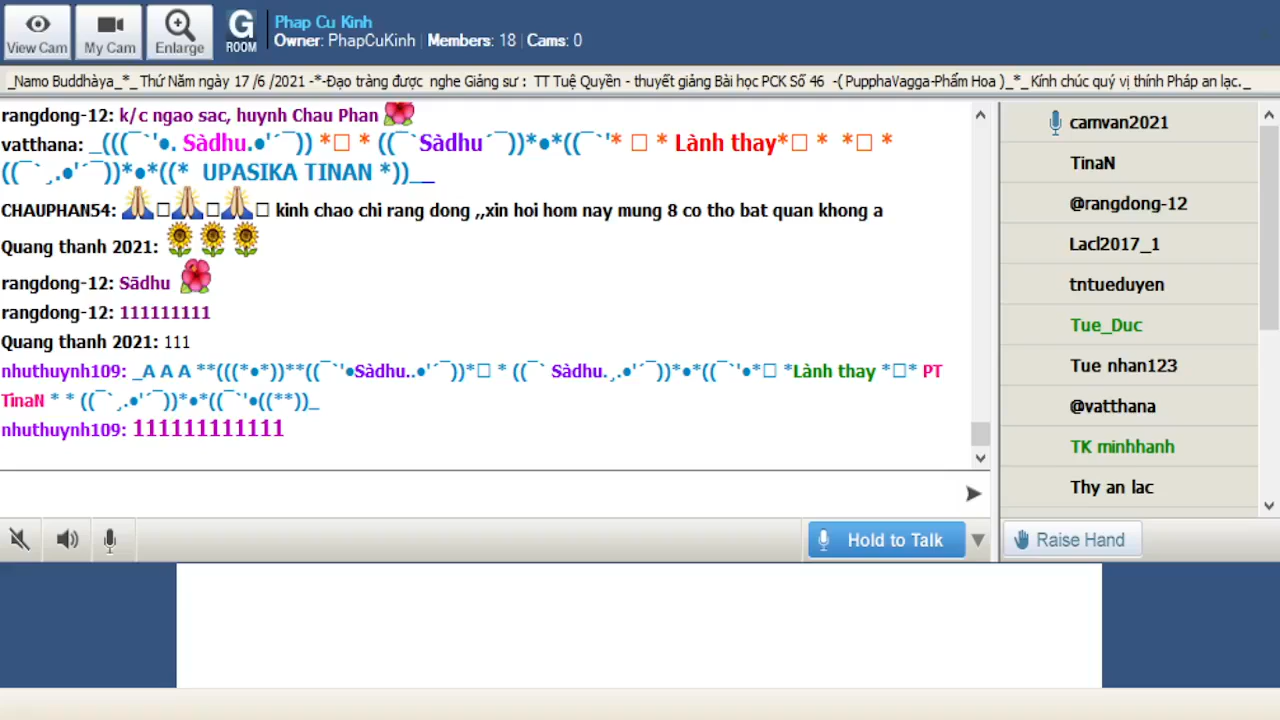 View Cam
My Cam
Enlarge
G
ROOM
Phap Cu Kinh
Owner: PhapCuKinh | Members: 18 | Cams: 0
_Namo Buddhàya_*_ Thứ Năm ngày 17 /6 /2021 -*-Đạo tràng được nghe Giảng sư : TT Tuệ Quyền - thuyết giảng Bài học PCK Số 46 -( PupphaVagga-Phẩm Hoa )_*_ Kính chúc quý vị thính Pháp an lạc._
rangdong-12: k/c ngao sac, huynh Chau Phan
vatthana: _(((¯`'•. Sàdhu.•'´¯)) *□ * ((¯`Sàdhu´¯))*•*((¯`'* □ * Lành thay*□ * *□ *
((¯`¸.•'´¯))*•*((* UPASIKA TINAN *))__
CHAUPHAN54: 🙏□🙏□🙏□ kinh chao chi rang dong ,,xin hoi hom nay mung 8 co tho bat quan khong a
Quang thanh 2021: 🌻🌻🌻
rangdong-12: Sādhu 🌺
rangdong-12: 111111111
Quang thanh 2021: 111
nhuthuynh109: _A A A **(((*•*))**((¯`'•Sàdhu..•'´¯))*□ * ((¯` Sàdhu.¸.•'´¯))*•*((¯`'•*□ *Lành thay *□* PT
TinaN * * ((¯`¸.•'´¯))*•*((¯`'•((**))_
nhuthuynh109: 111111111111
Hold to Talk
camvan2021
TinaN
@rangdong-12
Lacl2017_1
tntueduyen
Tue_Duc
Tue nhan123
@vatthana
TK minhhanh
Thy an lac
Raise Hand